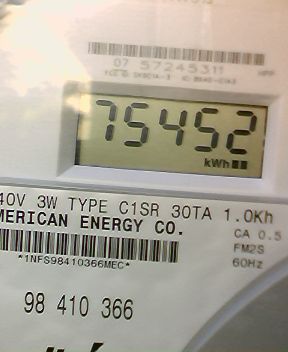 07 57245311
75452
kWh
40V 3W TYPE C1SR 30TA 1.0Kh
MERICAN ENERGY CO.
CA 0.5
FM2S
*1NFS98410366MEC*
60Hz
98 410 366